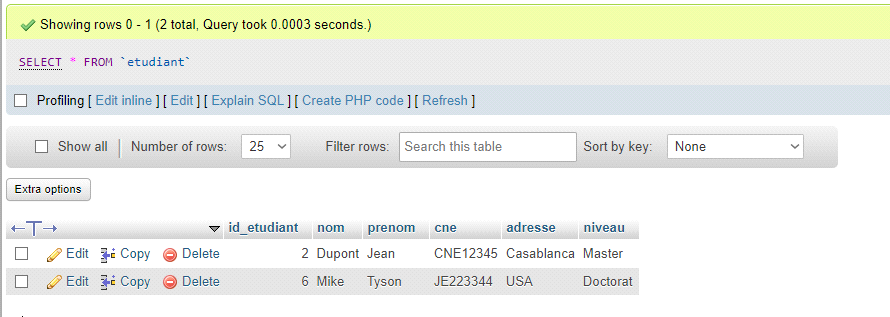 Showing rows 0 - 1 (2 total, Query took 0.0003 seconds.)
SELECT * FROM `etudiant`
Profiling [ Edit inline ] [ Edit ] [ Explain SQL ] [ Create PHP code ] [ Refresh ]
Show all Number of rows: 25 Filter rows: Search this table Sort by key: None
Extra options
id_etudiant nom prenom cne adresse niveau
Edit Copy Delete 2 Dupont Jean CNE12345 Casablanca Master
Edit Copy Delete 6 Mike Tyson JE223344 USA Doctorat